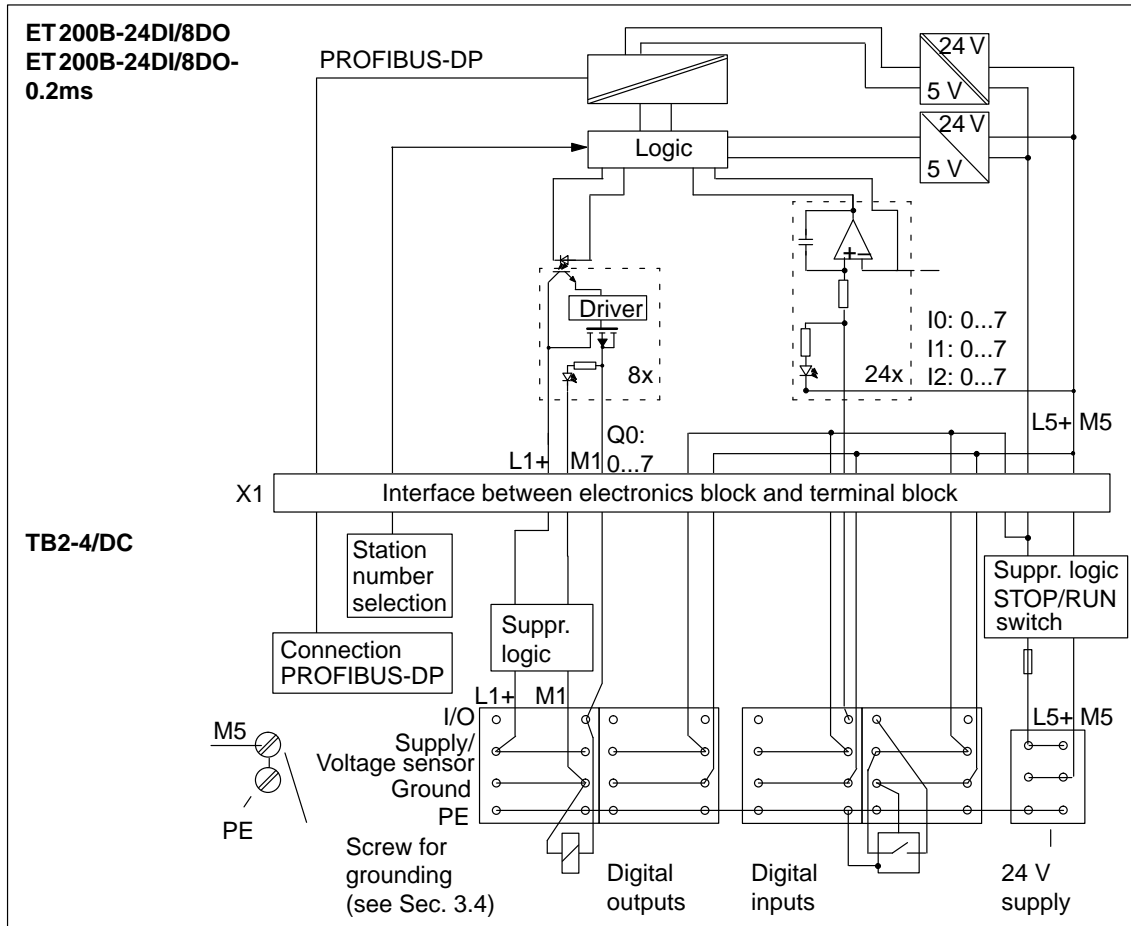 ET 200B-24DI/8DO
ET 200B-24DI/8DO-
0.2ms
PROFIBUS-DP
24 V
5 V
24 V
5 V
Logic
+ −
Driver
8x
24x
I0: 0...7
I1: 0...7
I2: 0...7
L5+ M5
Q0:
L1+ M1 0...7
X1 Interface between electronics block and terminal block
TB2-4/DC
Station
number
selection
Suppr. logic
STOP/RUN
switch
Suppr.
logic
Connection
PROFIBUS-DP
L1+ M1
L5+ M5
I/O
M5
Supply/
Voltage sensor
Ground
PE
PE
Screw for
grounding
(see Sec. 3.4)
Digital
outputs
Digital
inputs
24 V
supply